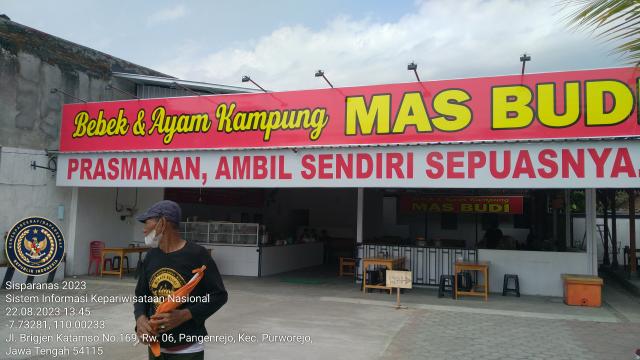 Bebek & Ayam Kampung MAS BUDI
PRASMANAN, AMBIL SENDIRI SEPUASNYA.
MAS BUDI
Sisparanas 2023
Sistem Informasi Kepariwisataan Nasional
22.08.2023 13.45
-7.73281, 110.00233
Jl. Brigjen Katamso No.169, Rw. 06, Pangenrejo, Kec. Purworejo,
Jawa Tengah 54115